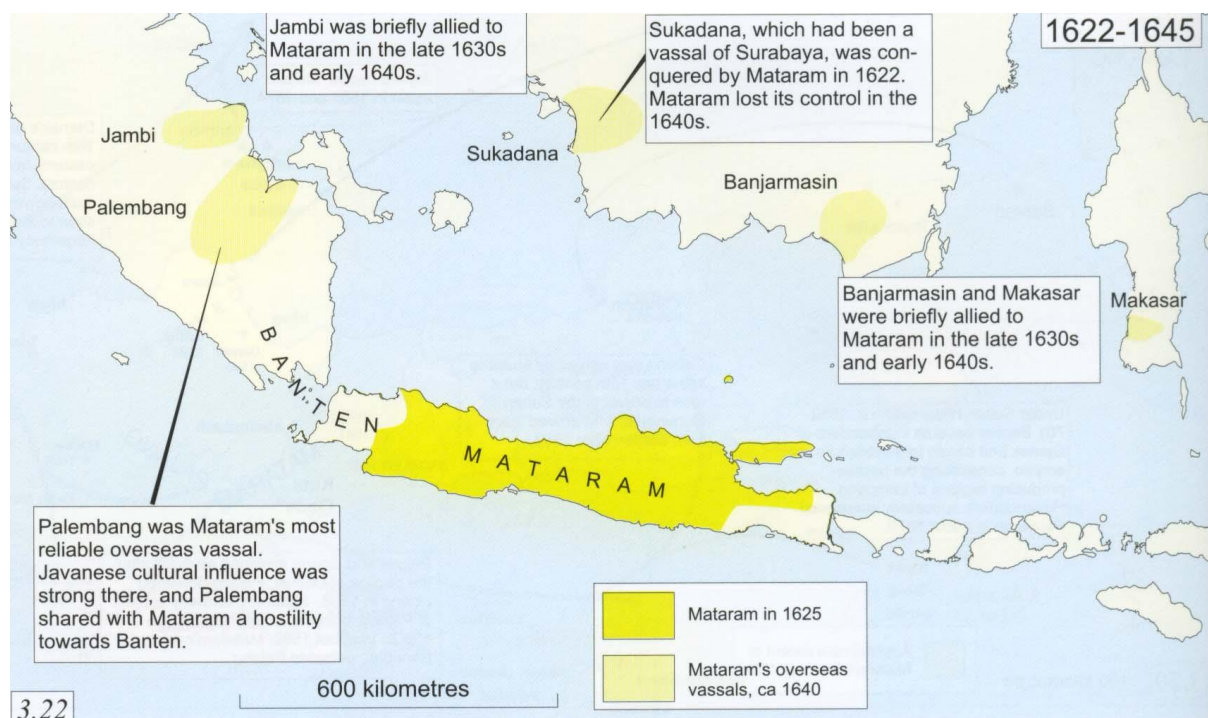 Jambi was briefly allied to
Mataram in the late 1630s
and early 1640s.
Sukadana, which had been a
vassal of Surabaya, was con-
quered by Mataram in 1622.
Mataram lost its control in the
1640s.
1622-1645
Jambi
Sukadana
Palembang
Banjarmasin
Banjarmasin and Makasar
were briefly allied to
Mataram in the late 1630s
and early 1640s.
Makasar
BANTEN
MATARAM
Palembang was Mataram's most
reliable overseas vassal.
Javanese cultural influence was
strong there, and Palembang
shared with Mataram a hostility
towards Banten.
Mataram in 1625
Mataram's overseas
vassals, ca 1640
600 kilometres
3.22